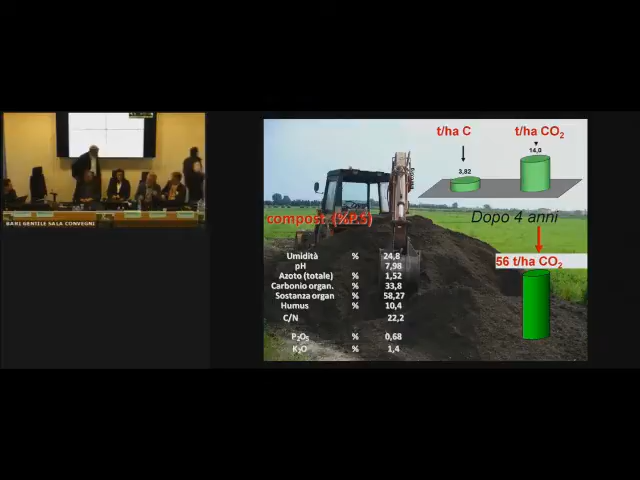 t/ha C
t/ha CO₂
3,82
14,0
compost (%P.S)
Dopo 4 anni
56 t/ha CO₂
Umidità % 24,8
pH 7,98
Azoto (totale) % 1,52
Carbonio organ. % 33,8
Sostanza organ % 58,27
Humus % 10,4
C/N 22,2
P₂O₅ % 0,68
K₂O % 1,4
BARI GENTILE SALA CONVEGNI